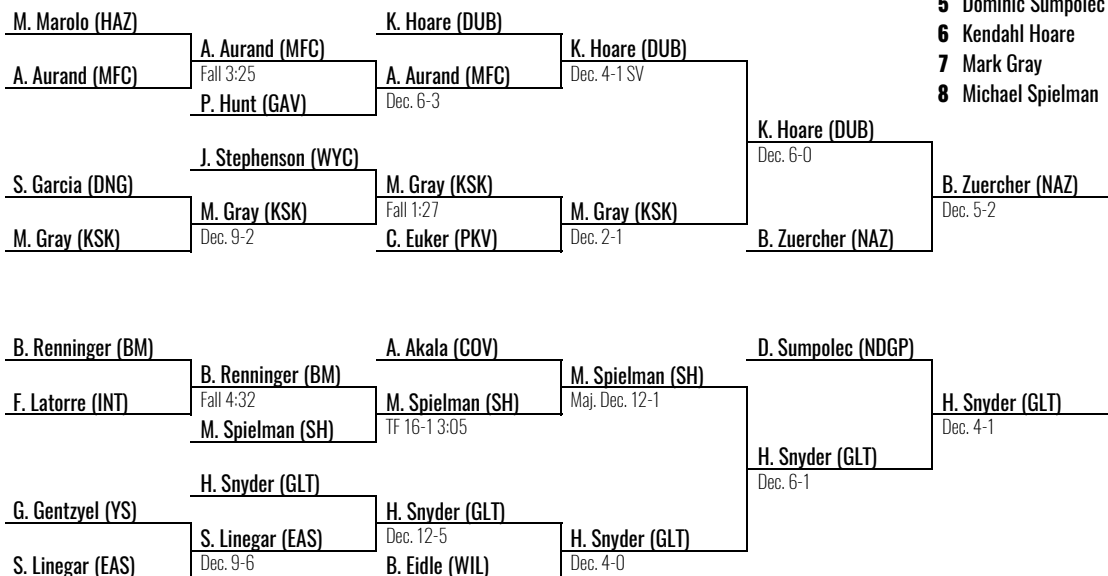 5 Dominic Sumpolec
6 Kendahl Hoare
7 Mark Gray
8 Michael Spielman
M. Marolo (HAZ)
A. Aurand (MFC)
A. Aurand (MFC)
Fall 3:25
P. Hunt (GAV)
K. Hoare (DUB)
A. Aurand (MFC)
Dec. 6-3
K. Hoare (DUB)
Dec. 4-1 SV
S. Garcia (DNG)
M. Gray (KSK)
J. Stephenson (WYC)
M. Gray (KSK)
Dec. 9-2
M. Gray (KSK)
Fall 1:27
C. Euker (PKV)
M. Gray (KSK)
Dec. 2-1
K. Hoare (DUB)
Dec. 6-0
B. Zuercher (NAZ)
B. Zuercher (NAZ)
Dec. 5-2
B. Renninger (BM)
F. Latorre (INT)
B. Renninger (BM)
Fall 4:32
M. Spielman (SH)
A. Akala (COV)
M. Spielman (SH)
TF 16-1 3:05
M. Spielman (SH)
Maj. Dec. 12-1
G. Gentzyel (YS)
S. Linegar (EAS)
H. Snyder (GLT)
S. Linegar (EAS)
Dec. 9-6
H. Snyder (GLT)
Dec. 12-5
B. Eidle (WIL)
H. Snyder (GLT)
Dec. 4-0
D. Sumpolec (NDGP)
H. Snyder (GLT)
Dec. 6-1
H. Snyder (GLT)
Dec. 4-1